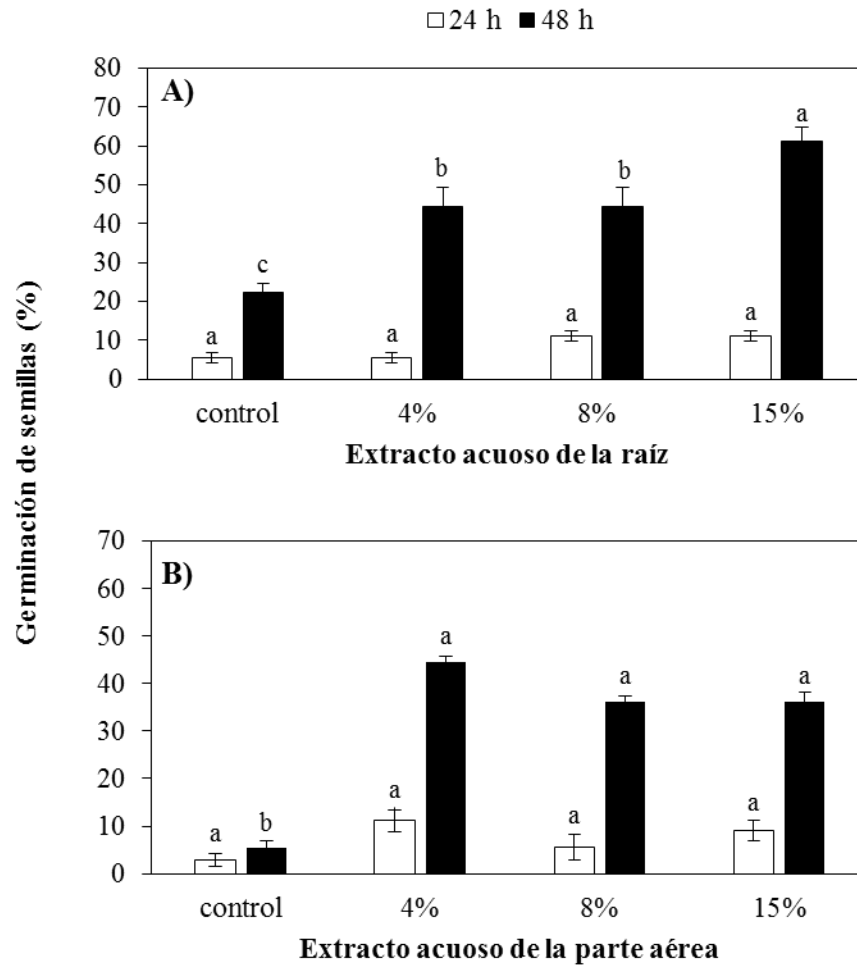 24 h 48 h
A)
80
70
60
50
40
30
20
10
0
a c a b a b a a
control 4% 8% 15%
Extracto acuoso de la raíz
Germinación de semillas (%)
B)
70
60
50
40
30
20
10
0
a b a a a a a a
control 4% 8% 15%
Extracto acuoso de la parte aérea